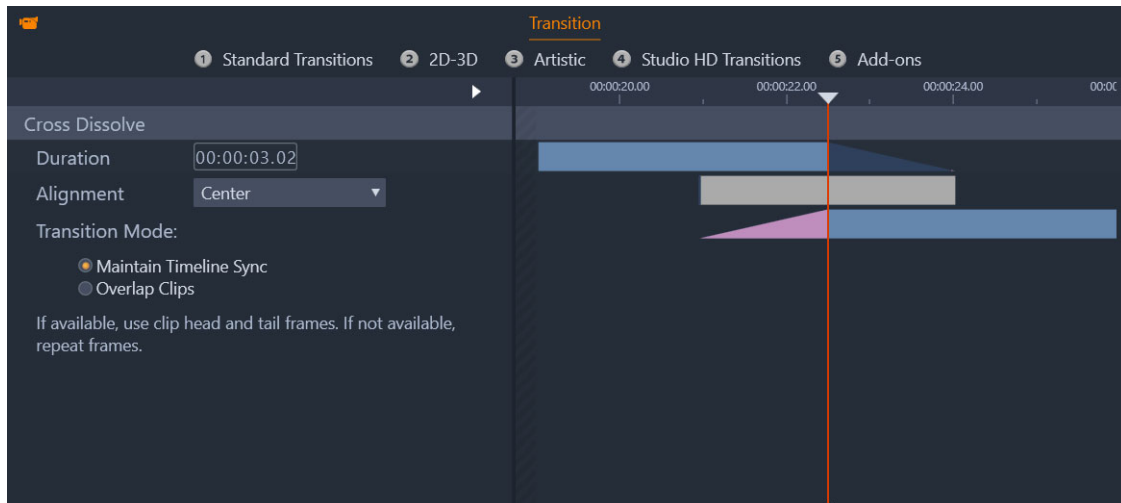 Transition
1 Standard Transitions 2 2D-3D 3 Artistic 4 Studio HD Transitions 5 Add-ons
00:00:20.00 00:00:22.00 00:00:24.00
Cross Dissolve
Duration 00:00:03.02
Alignment Center
Transition Mode:
Maintain Timeline Sync
Overlap Clips
If available, use clip head and tail frames. If not available,
repeat frames.